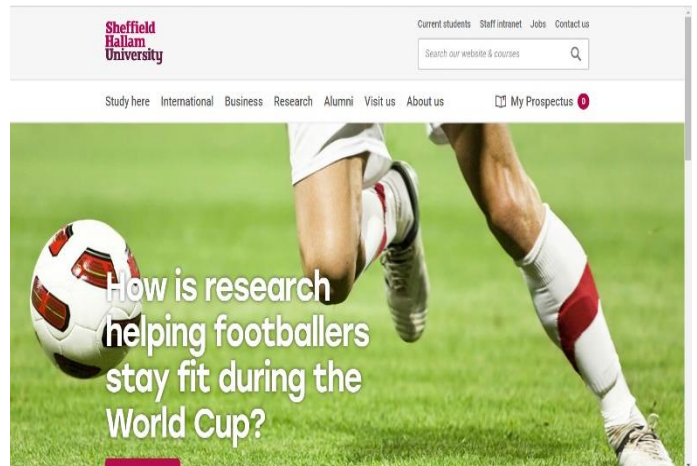 Sheffield
Hallam
University
Current students Staff intranet Jobs Contact us
Search our website & courses
Study here International Business Research Alumni Visit us About us My Prospectus 0
How is research
helping footballers
stay fit during the
World Cup?